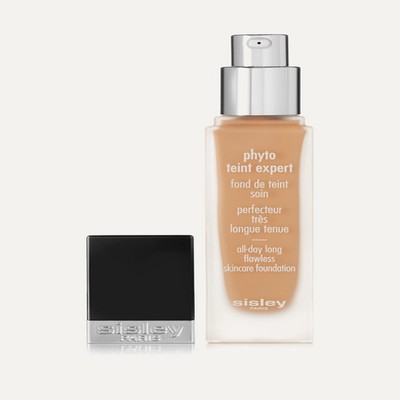 phyto
teint expert
fond de teint
soin
perfecteur
très
longue tenue
all-day long
flawless
skincare foundation
sisley
PARIS
sisley
PARIS